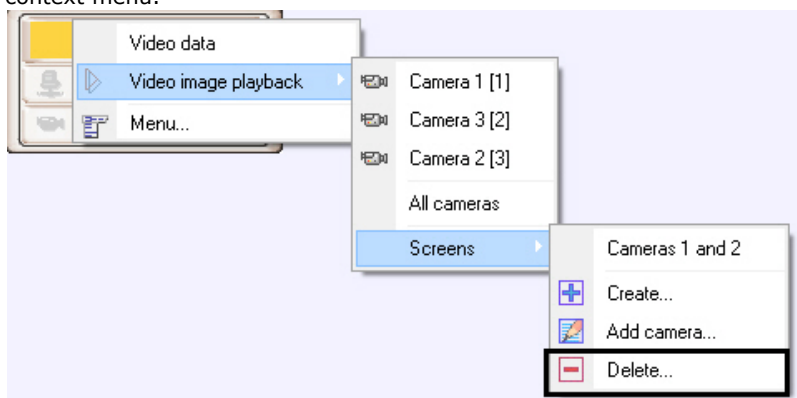 context menu:
Video data
Video image playback
Menu...
Camera 1 [1]
Camera 3 [2]
Camera 2 [3]
All cameras
Screens
Cameras 1 and 2
Create...
Add camera...
Delete...